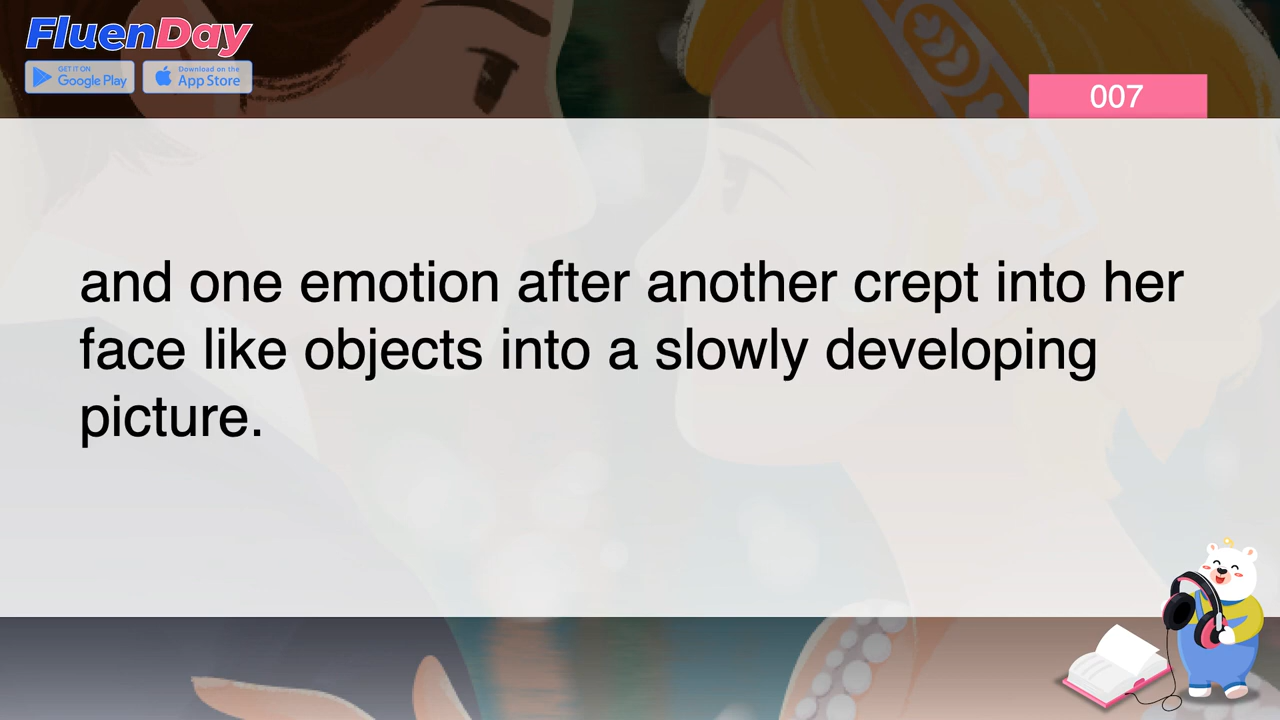 FluenDay
GET IT ON
Google Play
Download on the
App Store
007
and one emotion after another crept into her
face like objects into a slowly developing
picture.